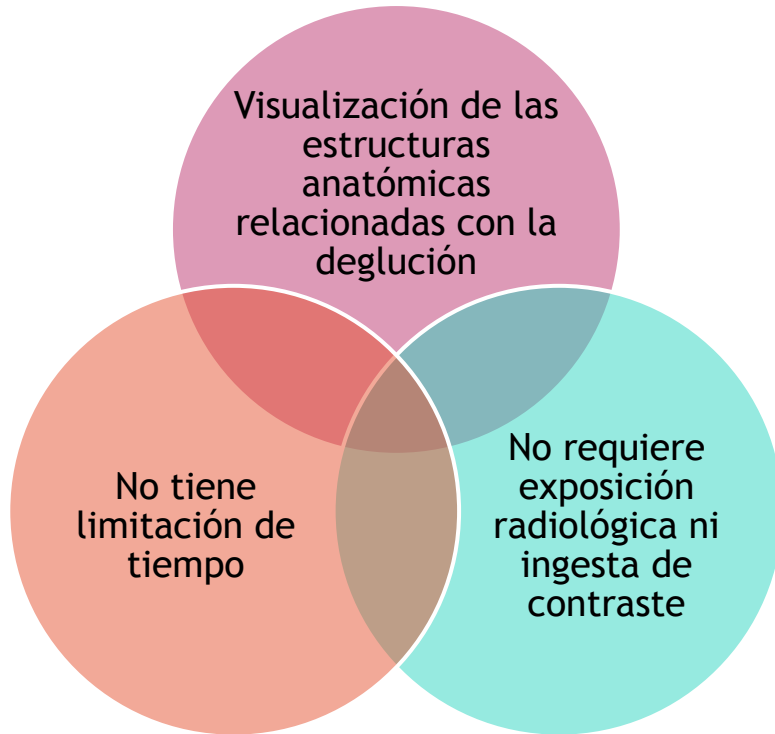 Visualización de las
estructuras
anatómicas
relacionadas con la
deglución
No tiene
limitación de
tiempo
No requiere
exposición
radiológica ni
ingesta de
contraste